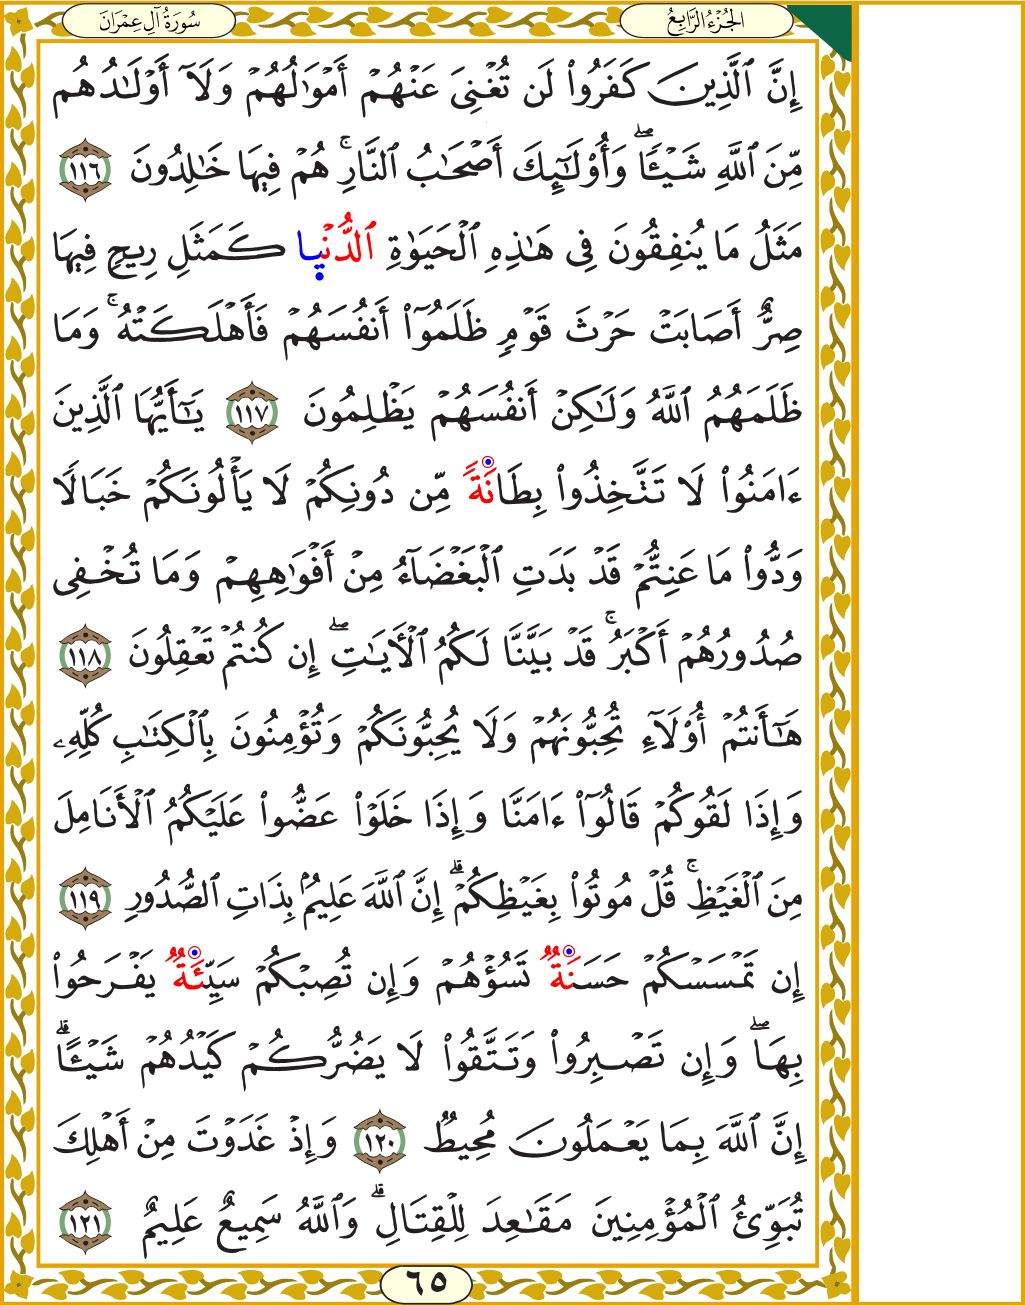 سُورَةُ آلِ عِمْرَانَ
الجُزْءُ الرَّابِعُ
إِنَّ ٱلَّذِينَ كَفَرُوا۟ لَن تُغْنِىَ عَنْهُمْ أَمْوَٰلُهُمْ وَلَآ أَوْلَـٰدُهُم
مِّنَ ٱللَّهِ شَيْـًٔا ۖ وَأُو۟لَـٰٓئِكَ أَصْحَـٰبُ ٱلنَّارِ ۚ هُمْ فِيهَا خَـٰلِدُونَ ١١٦
مَثَلُ مَا يُنفِقُونَ فِى هَـٰذِهِ ٱلْحَيَوٰةِ ٱلدُّنْيا كَمَثَلِ رِيحٍ فِيهَا
صِرٌّ أَصَابَتْ حَرْثَ قَوْمٍ ظَلَمُوٓا۟ أَنفُسَهُمْ فَأَهْلَكَتْهُ ۚ وَمَا
ظَلَمَهُمُ ٱللَّهُ وَلَـٰكِنْ أَنفُسَهُمْ يَظْلِمُونَ ١١٧ يَـٰٓأَيُّهَا ٱلَّذِينَ
ءَامَنُوا۟ لَا تَتَّخِذُوا۟ بِطَانَةً مِّن دُونِكُمْ لَا يَأْلُونَكُمْ خَبَالًا
وَدُّوا۟ مَا عَنِتُّمْ قَدْ بَدَتِ ٱلْبَغْضَآءُ مِنْ أَفْوَٰهِهِمْ وَمَا تُخْفِى
صُدُورُهُمْ أَكْبَرُ ۚ قَدْ بَيَّنَّا لَكُمُ ٱلْـَٔايَـٰتِ ۖ إِن كُنتُمْ تَعْقِلُونَ ١١٨
هَـٰٓأَنتُمْ أُو۟لَآءِ تُحِبُّونَهُمْ وَلَا يُحِبُّونَكُمْ وَتُؤْمِنُونَ بِٱلْكِتَـٰبِ كُلِّهِۦ
وَإِذَا لَقُوكُمْ قَالُوٓا۟ ءَامَنَّا وَإِذَا خَلَوْا۟ عَضُّوا۟ عَلَيْكُمُ ٱلْأَنَامِلَ
مِنَ ٱلْغَيْظِ ۚ قُلْ مُوتُوا۟ بِغَيْظِكُمْ ۗ إِنَّ ٱللَّهَ عَلِيمٌۢ بِذَاتِ ٱلصُّدُورِ ١١٩
إِن تَمْسَسْكُمْ حَسَنَةٌ تَسُؤْهُمْ وَإِن تُصِبْكُمْ سَيِّئَةٌ يَفْرَحُوا۟
بِهَا ۖ وَإِن تَصْبِرُوا۟ وَتَتَّقُوا۟ لَا يَضُرُّكُمْ كَيْدُهُمْ شَيْـًٔا ۗ
إِنَّ ٱللَّهَ بِمَا يَعْمَلُونَ مُحِيطٌ ١٢٠ وَإِذْ غَدَوْتَ مِنْ أَهْلِكَ
تُبَوِّئُ ٱلْمُؤْمِنِينَ مَقَـٰعِدَ لِلْقِتَالِ ۗ وَٱللَّهُ سَمِيعٌ عَلِيمٌ ١٢١
٦٥